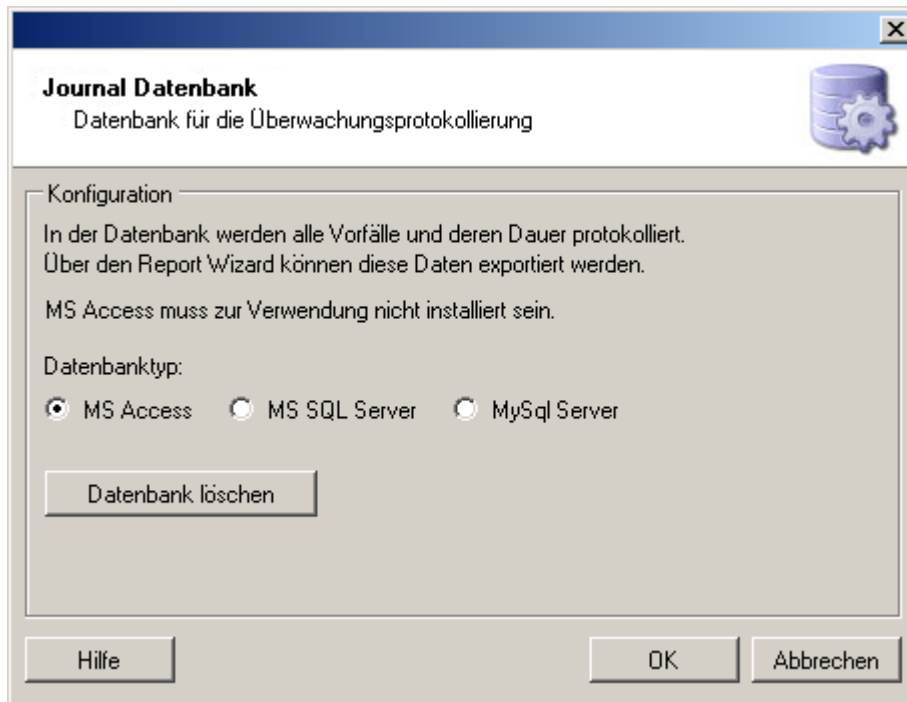 Journal Datenbank
Datenbank für die Überwachungsprotokollierung
Konfiguration
In der Datenbank werden alle Vorfälle und deren Dauer protokolliert.
Über den Report Wizard können diese Daten exportiert werden.
MS Access muss zur Verwendung nicht installiert sein.
Datenbanktyp:
MS Access MS SQL Server MySql Server
Datenbank löschen
Hilfe OK Abbrechen